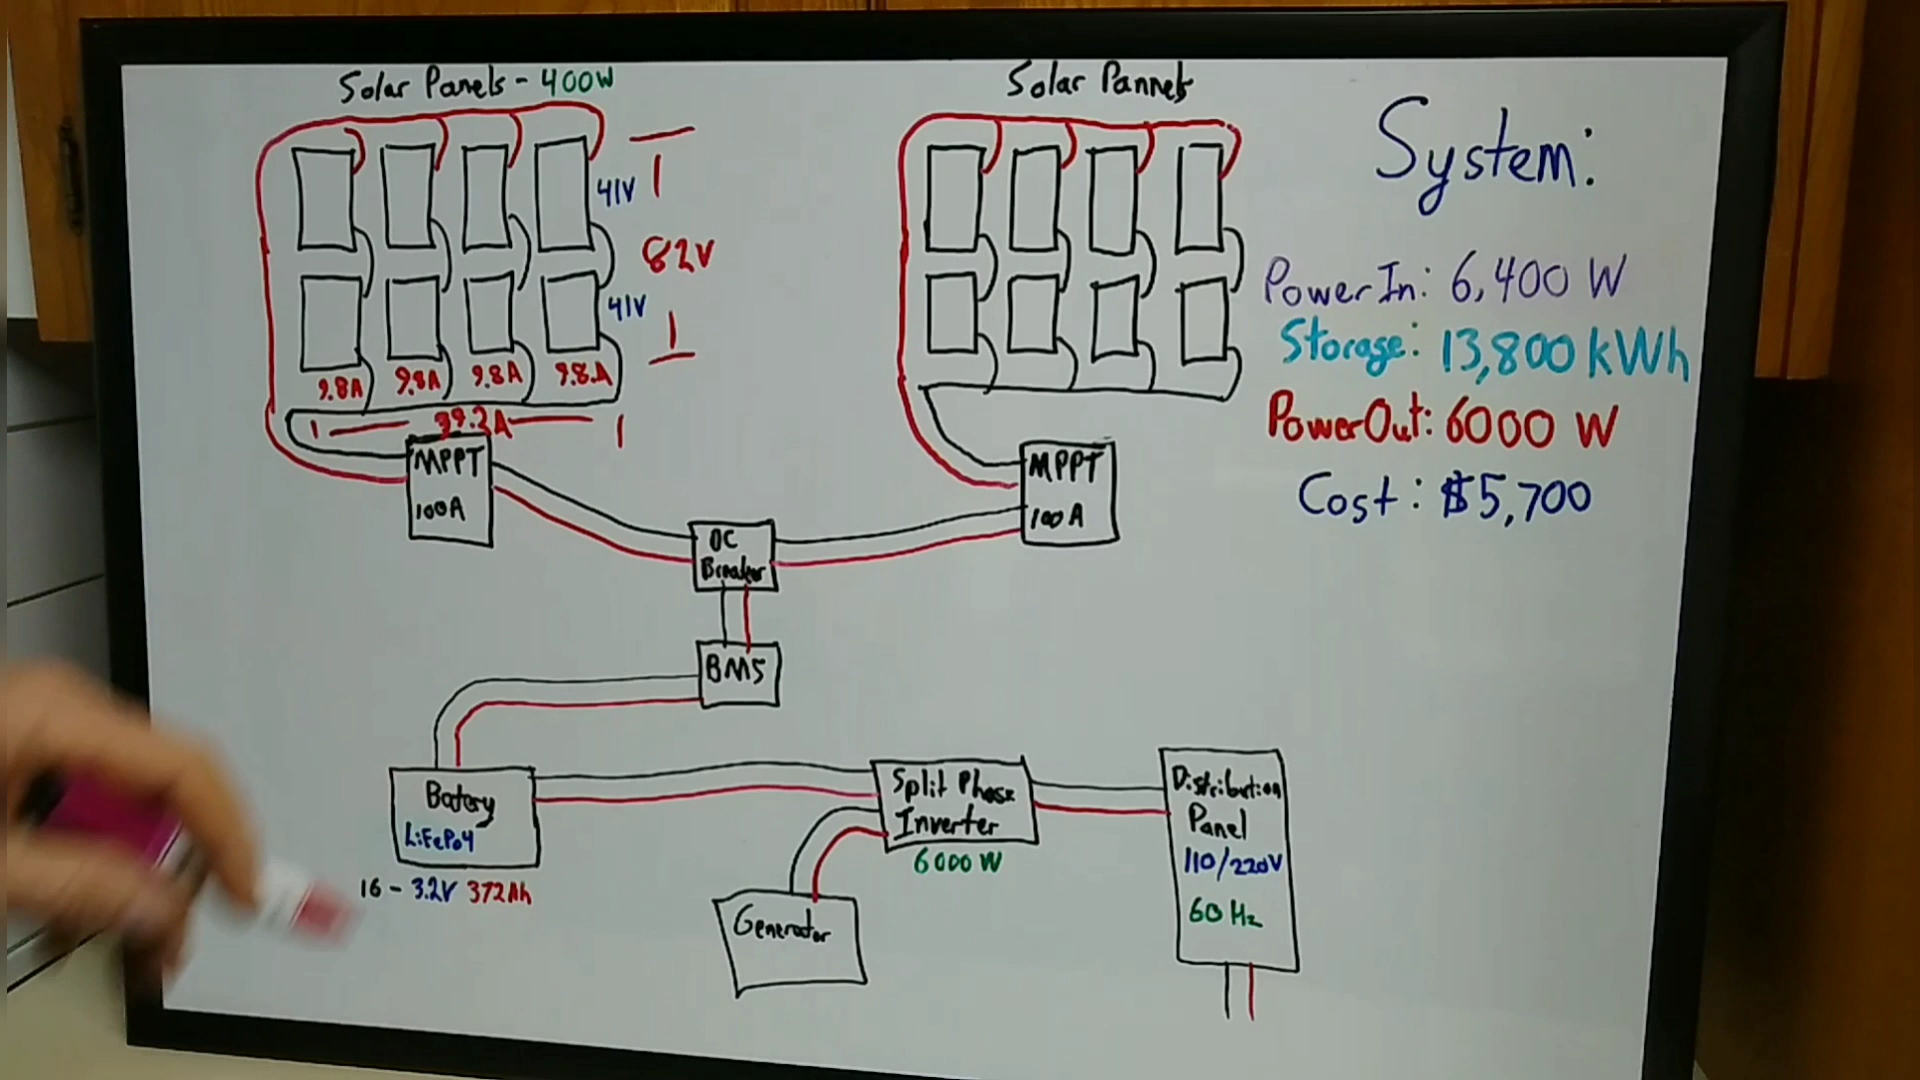 Solar Panels - 400W
41V
82V
41V
9.8A 9.8A 9.8A 9.8A
39.2A
MPPT
100A
Solar Pannels
MPPT
100A
System:
Power In: 6,400 W
Storage: 13,800 kWh
Power Out: 6000 W
Cost: $5,700
DC
Breaker
BMS
Batery
LiFePo4
16 - 3.2V 372Ah
Split Phase
Inverter
6000 W
Generator
Distribution
Panel
110/220V
60 Hz